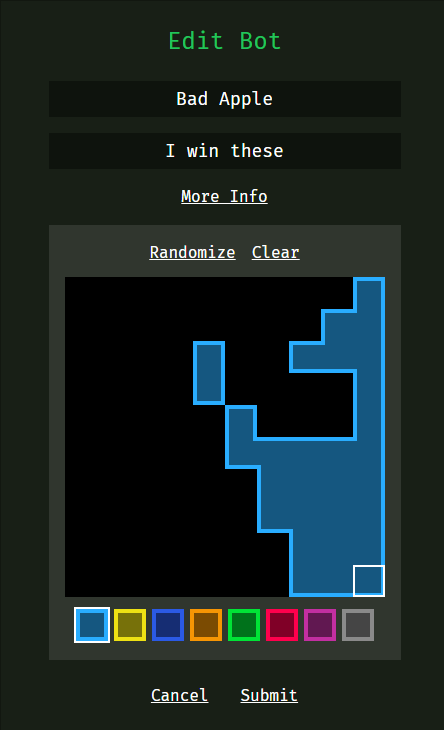 Edit Bot
Bad Apple
I win these
More Info
Randomize Clear
Cancel Submit